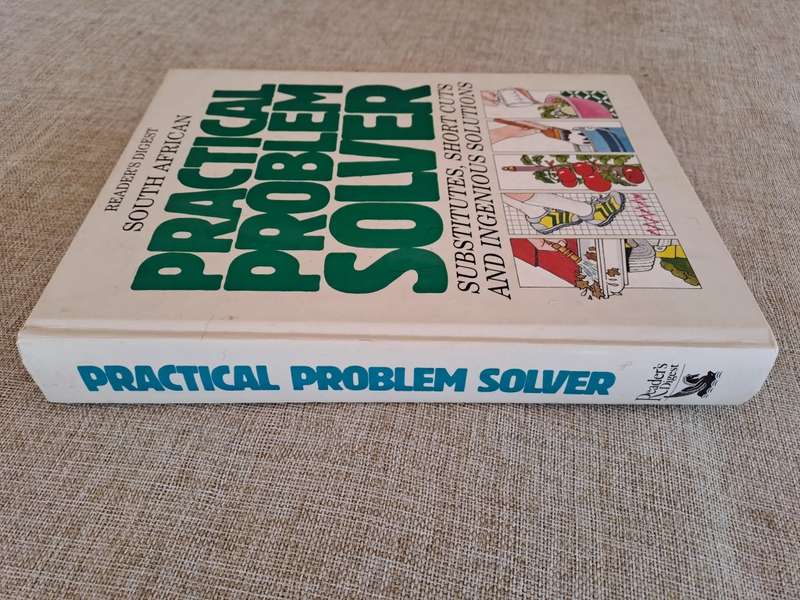 READER'S DIGEST
SOUTH AFRICAN
PRACTICAL
PROBLEM
SOLVER
SUBSTITUTES, SHORT CUTS
AND INGENIOUS SOLUTIONS
PRACTICAL PROBLEM SOLVER
Reader's
Digest